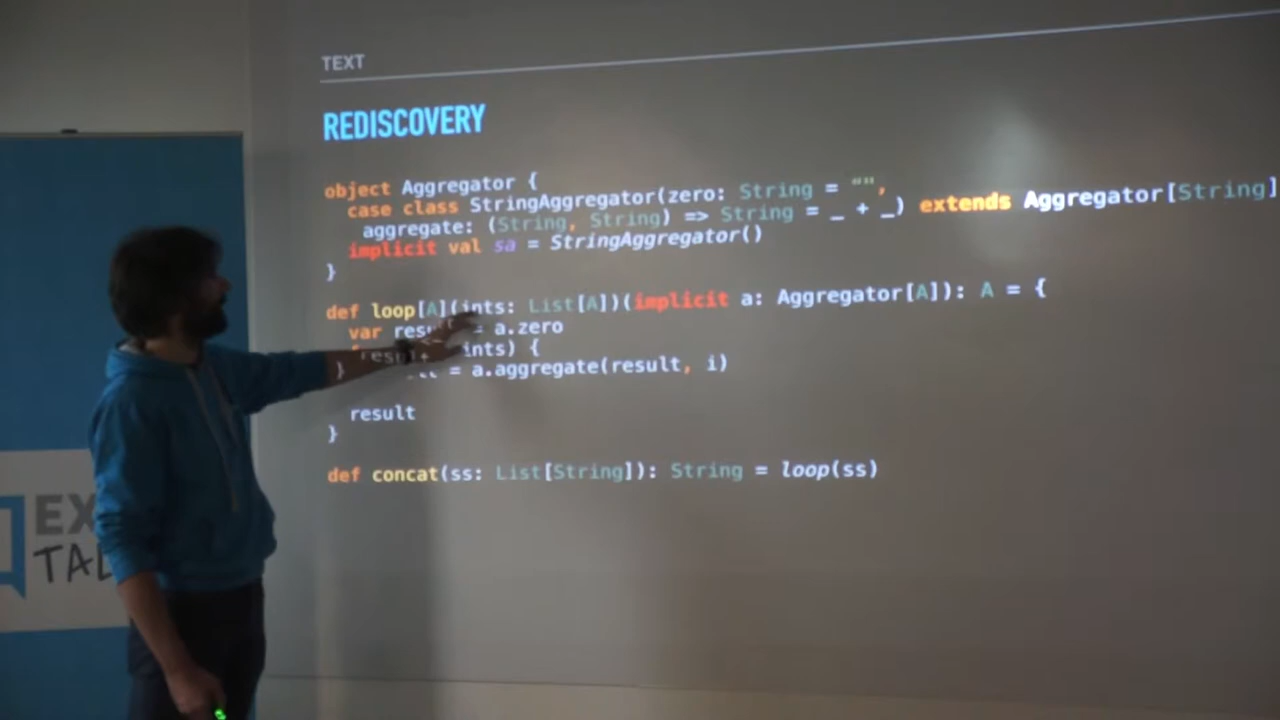 TEXT
REDISCOVERY
object Aggregator {
case class StringAggregator(zero: String = "",
aggregate: (String, String) => String = _ + _) extends Aggregator[String]
implicit val sa = StringAggregator()
}
def loop[A](ints: List[A])(implicit a: Aggregator[A]): A = {
var = a.zero
ints) {
= a.aggregate(result, i)
}
result
}
def concat(ss: List[String]): String = loop(ss)